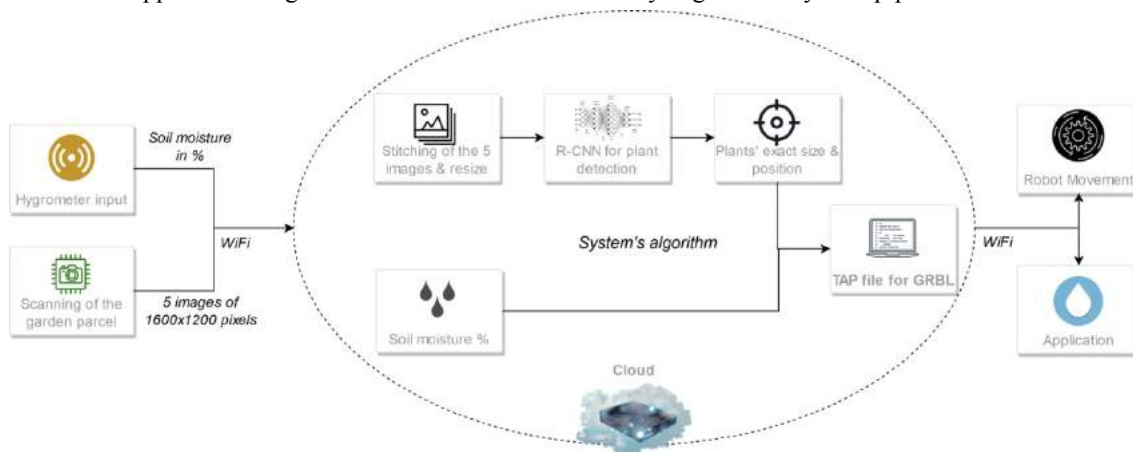 Soil moisture
in %
Hygrometer input
WiFi
Scanning of the
garden parcel
5 images of
1600x1200 pixels
Stitching of the 5
images & resize
R-CNN for plant
detection
Plants' exact size &
position
System's algorithm
TAP file for GRBL
Soil moisture %
Cloud
WiFi
Robot Movement
Application